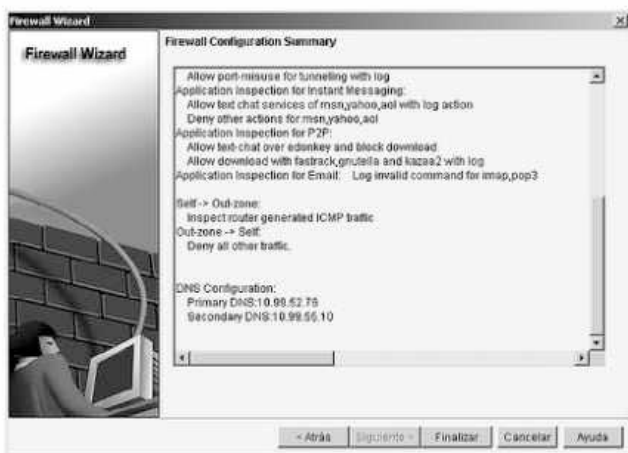 Firewall Wizard
Firewall Wizard
Firewall Configuration Summary
Allow port-misuse for tunneling with log
Application Inspection for Instant Messaging:
Allow text chat services of msn,yahoo,aol with log action
Deny other actions for msn,yahoo,aol
Application Inspection for P2P:
Allow text-chat over edonkey and block download
Allow download with fastrack,gnutella and kazaa2 with log
Application Inspection for Email: Log invalid command for imap,pop3
Self -> Out-zone:
Inspect router generated ICMP traffic
Out-zone -> Self:
Deny all other traffic.
DNS Configuration:
Primary DNS:10.99.52.76
Secondary DNS:10.99.55.10
< Atrás Siguiente > Finalizar Cancelar Ayuda